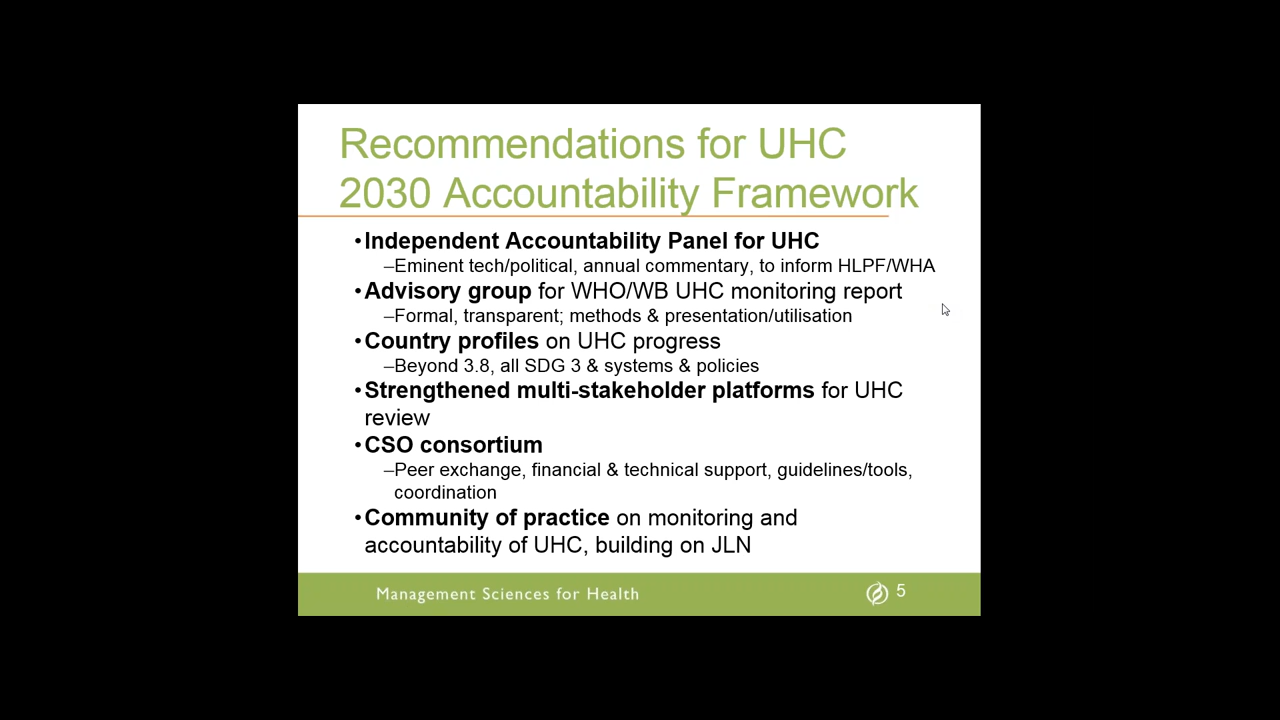 Recommendations for UHC
2030 Accountability Framework
•Independent Accountability Panel for UHC
–Eminent tech/political, annual commentary, to inform HLPF/WHA
•Advisory group for WHO/WB UHC monitoring report
–Formal, transparent; methods & presentation/utilisation
•Country profiles on UHC progress
–Beyond 3.8, all SDG 3 & systems & policies
•Strengthened multi-stakeholder platforms for UHC
review
•CSO consortium
–Peer exchange, financial & technical support, guidelines/tools,
coordination
•Community of practice on monitoring and
accountability of UHC, building on JLN
Management Sciences for Health 5